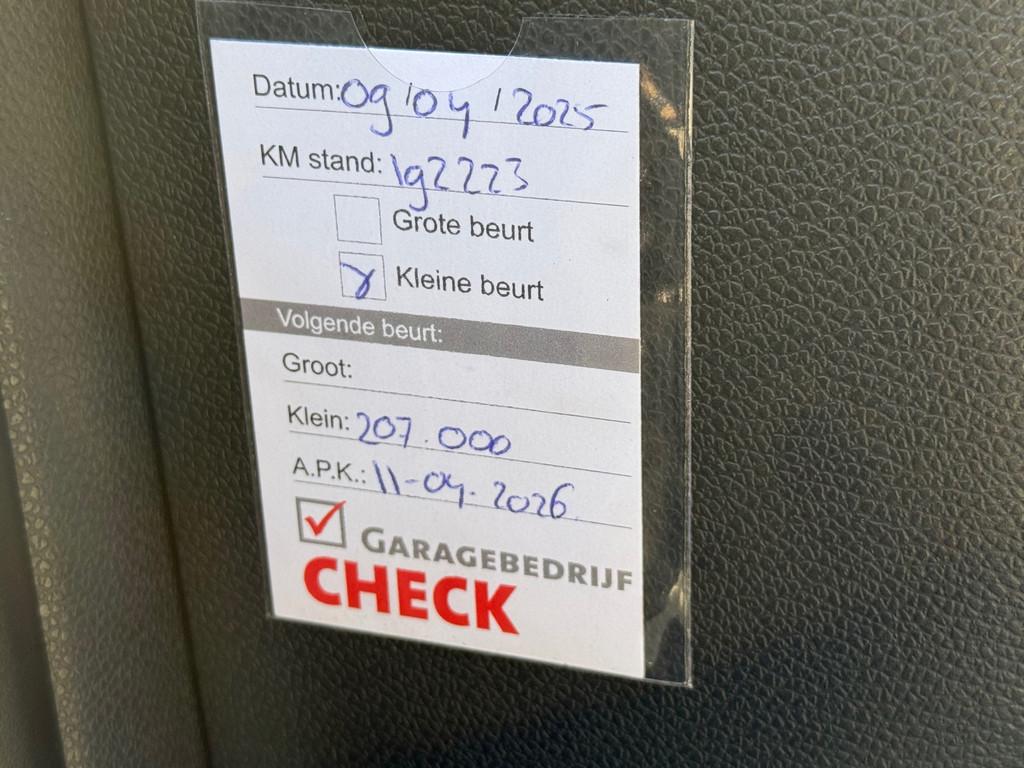 Datum: 09/04/2025
KM stand: 192223
Grote beurt
Kleine beurt
Volgende beurt:
Groot:
Klein: 207.000
A.P.K.: 11-04-2026
GARAGEBEDRIJF
CHECK